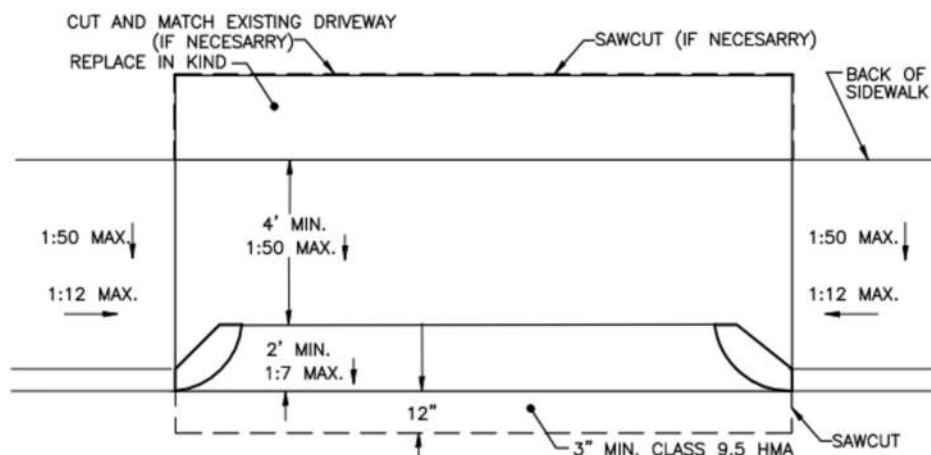 CUT AND MATCH EXISTING DRIVEWAY
(IF NECESARRY)
REPLACE IN KIND
SAWCUT (IF NECESARRY)
BACK OF
SIDEWALK
4' MIN.
1:50 MAX.
1:50 MAX.
1:50 MAX.
1:12 MAX.
1:12 MAX.
2' MIN.
1:7 MAX.
12"
3" MIN. CLASS 9.5 HMA
SAWCUT